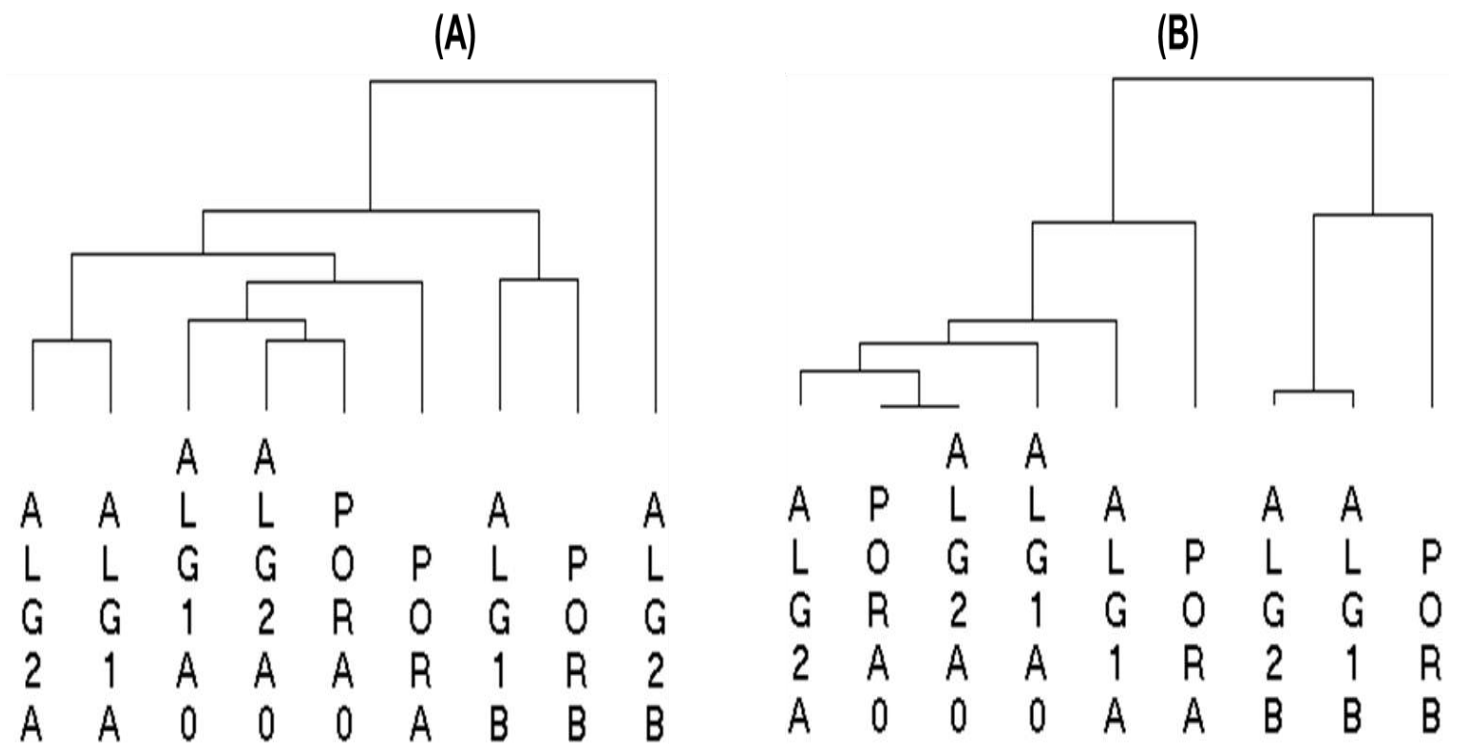 (A)
(B)
ALG2A
ALG1A
ALG1A0
ALG2A0
PORA0
PORA
ALG1B
PORB
ALG2B
ALG2A
PORA0
ALG2A0
ALG1A0
ALG1A
PORA
ALG2B
ALG1B
PORB